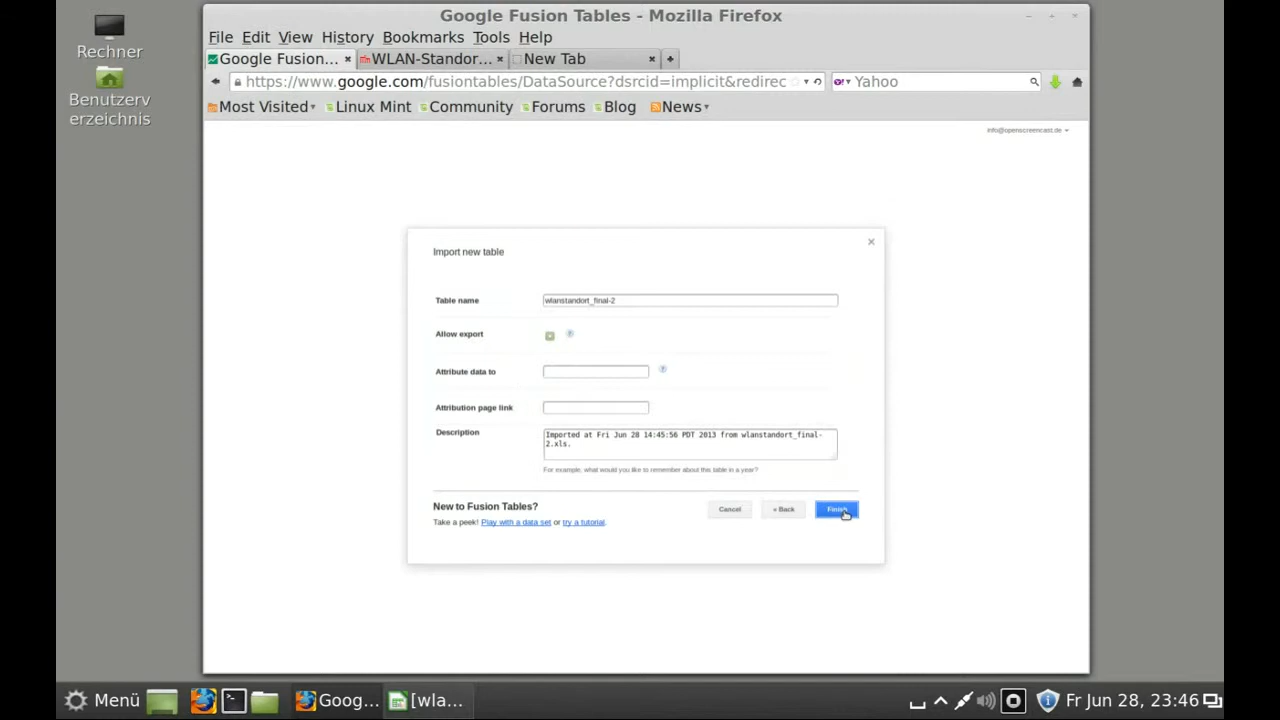 Rechner
Benutzerv
erzeichnis
Google Fusion Tables - Mozilla Firefox
File Edit View History Bookmarks Tools Help
Google Fusion... WLAN-Standor... New Tab
https://www.google.com/fusiontables/DataSource?dsrcid=implicit&redirec Yahoo
Most Visited Linux Mint Community Forums Blog News
info@openscreencast.de
Import new table
Table name wlanstandort_final-2
Allow export
Attribute data to
Attribution page link
Description Imported at Fri Jun 28 14:45:56 PDT 2013 from wlanstandort_final-
2.xls.
For example, what would you like to remember about this table in a year?
New to Fusion Tables?
Take a peek! Play with a data set or try a tutorial.
Cancel « Back Finish
Menü Goog... [wla... Fr Jun 28, 23:46